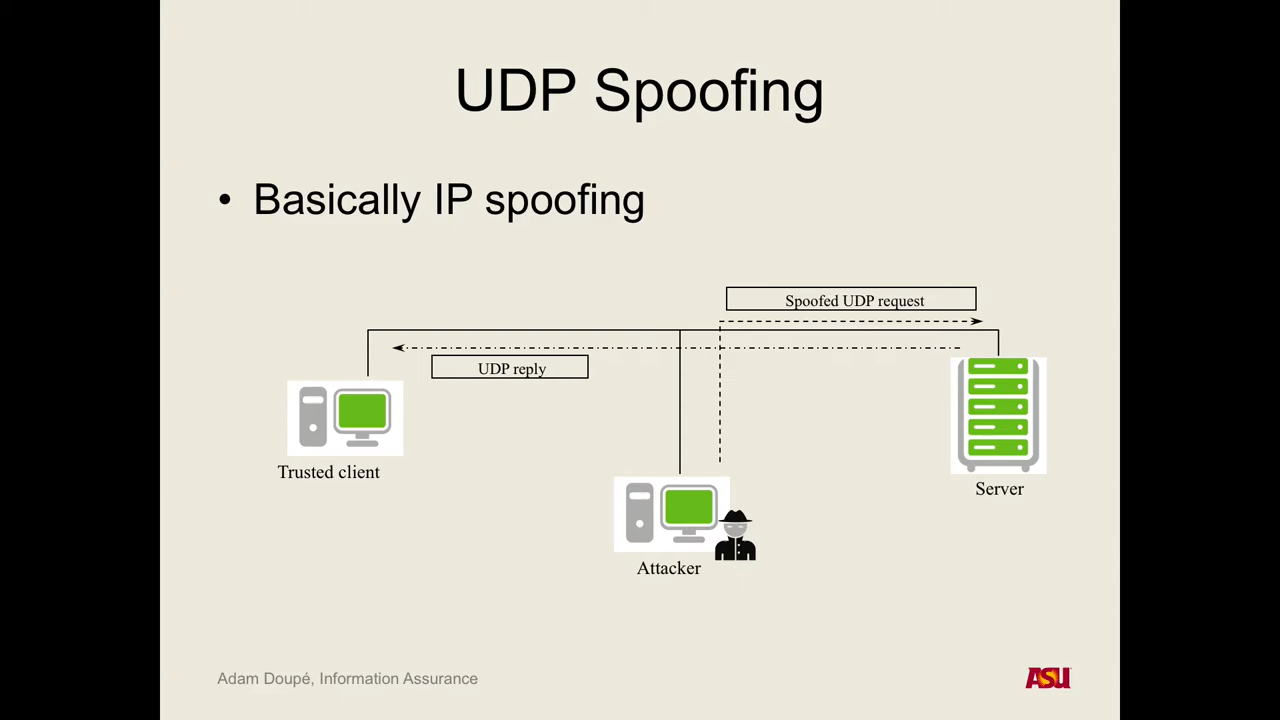 UDP Spoofing
• Basically IP spoofing
Spoofed UDP request
UDP reply
Trusted client
Server
Attacker
Adam Doupé, Information Assurance
ASU